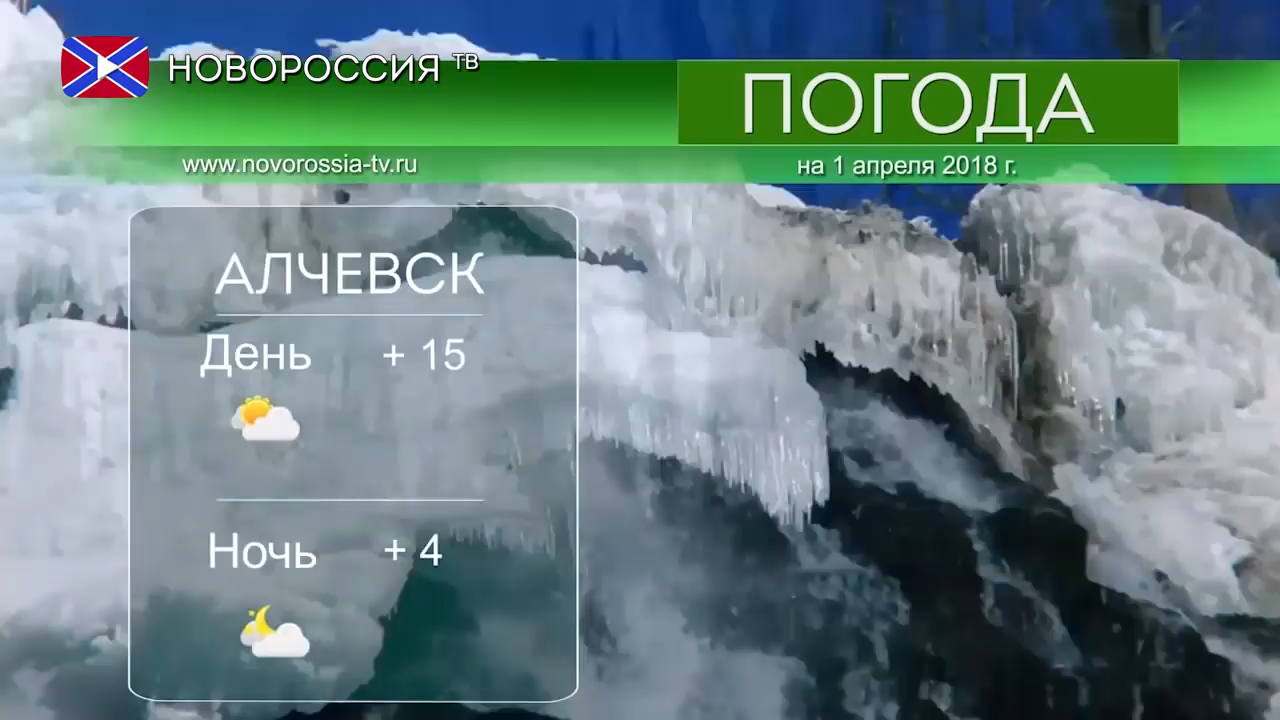 НОВОРОССИЯ ТВ
ПОГОДА
www.novorossia-tv.ru
на 1 апреля 2018 г.
АЛЧЕВСК
День + 15
Ночь + 4